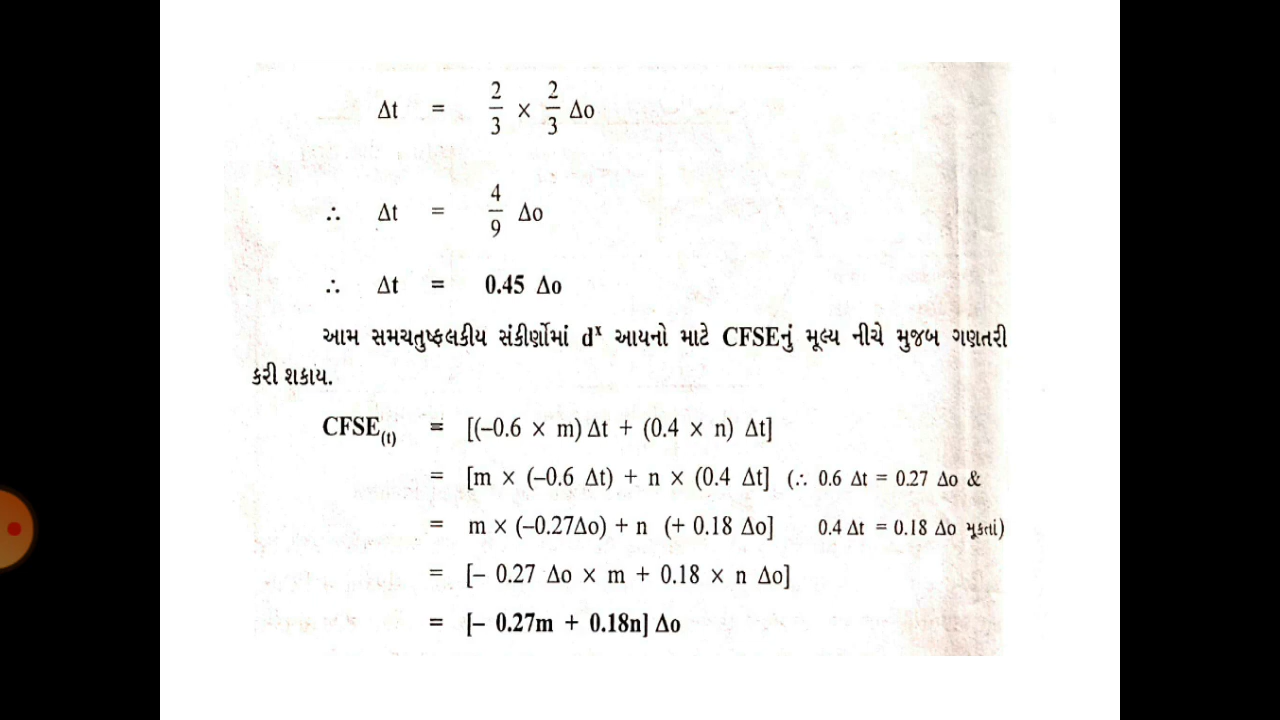 Δt = 2/3 × 2/3 Δo
∴ Δt = 4/9 Δo
∴ Δt = 0.45 Δo
આમ સમચતુષ્ફલકીય સંકીર્ણોમાં dˣ આયનો માટે CFSEનું મૂલ્ય નીચે મુજબ ગણતરી
કરી શકાય.
CFSE(t) = [(–0.6 × m) Δt + (0.4 × n) Δt]
= [m × (–0.6 Δt) + n × (0.4 Δt] (∴ 0.6 Δt = 0.27 Δo &
= m × (–0.27Δo) + n (+ 0.18 Δo] 0.4 Δt = 0.18 Δo મૂકતાં)
= [– 0.27 Δo × m + 0.18 × n Δo]
= [– 0.27m + 0.18n] Δo